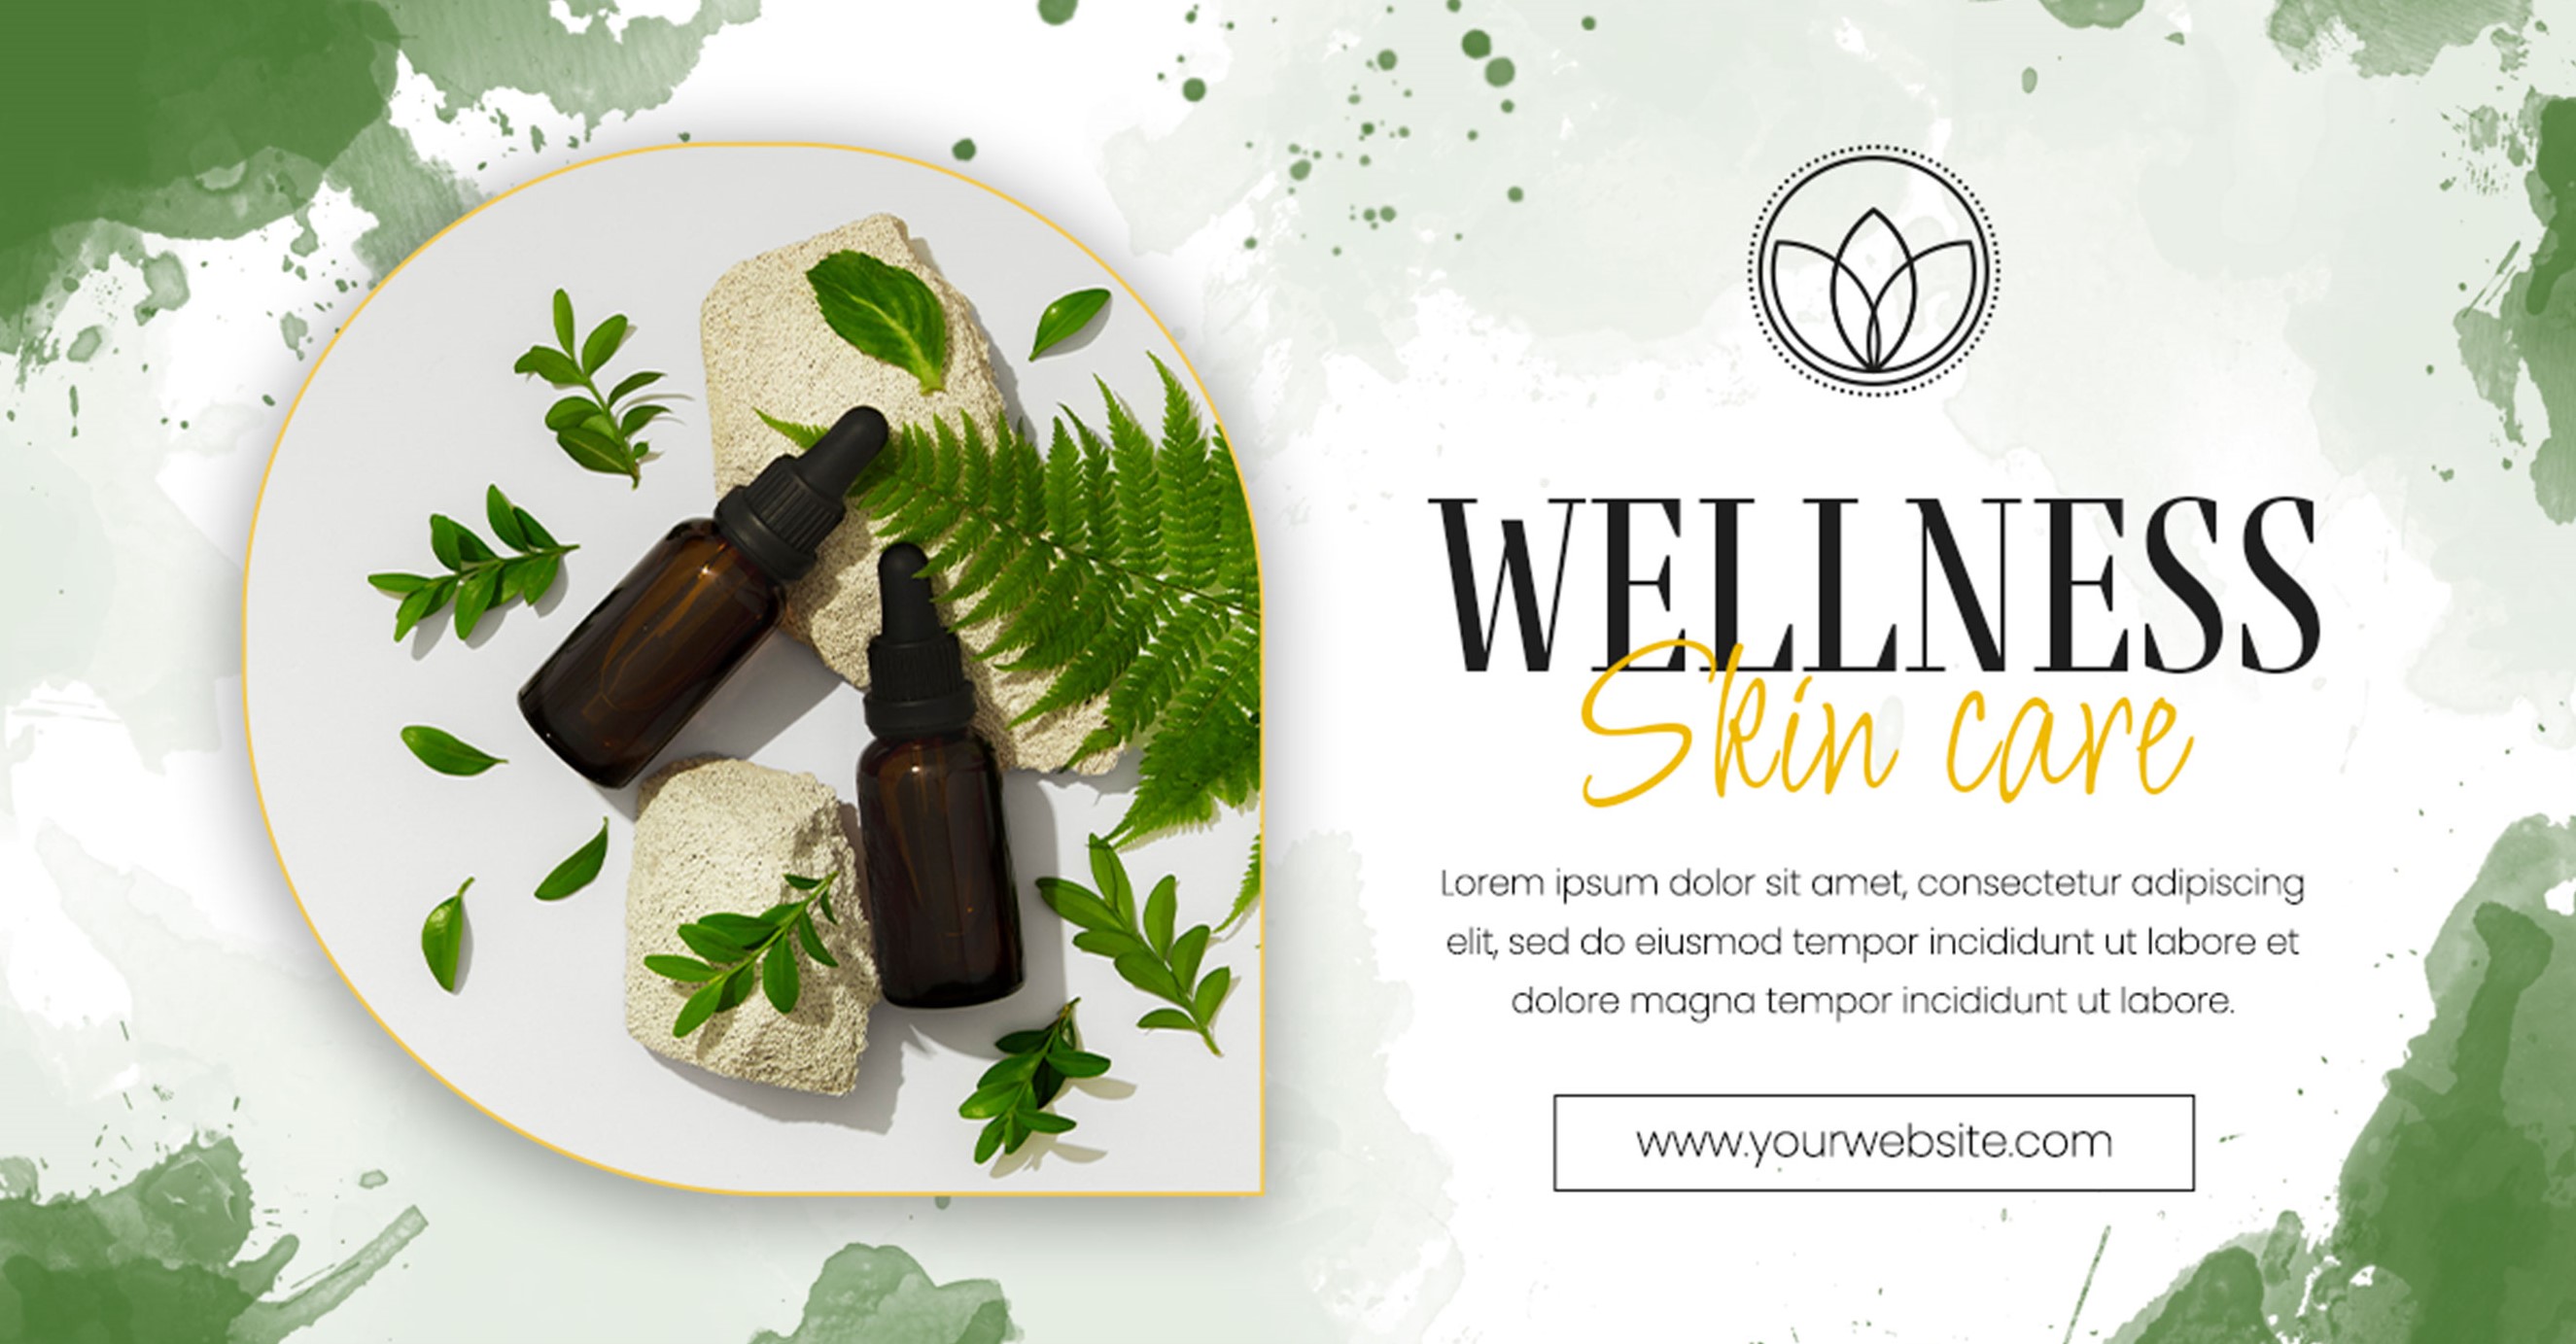 WELLNESS
Skin care
Lorem ipsum dolor sit amet, consectetur adipiscing
elit, sed do eiusmod tempor incididunt ut labore et
dolore magna tempor incididunt ut labore.
www.yourwebsite.com